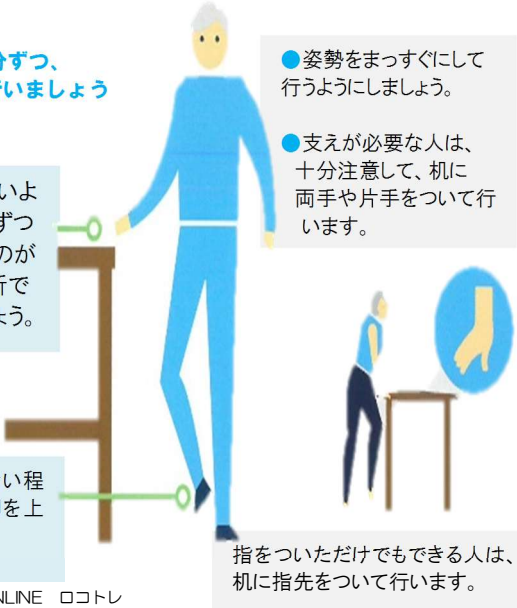 分ずつ、
行いましょう
●姿勢をまっすぐにして
行うようにしましょう。
●支えが必要な人は、
十分注意して、机に
両手や片手をついて行
います。
いよ
ずつ
のが
所で
ょう。
い程
を上
指をついただけでもできる人は、
机に指先をついて行います。
NLINE ロコトレ